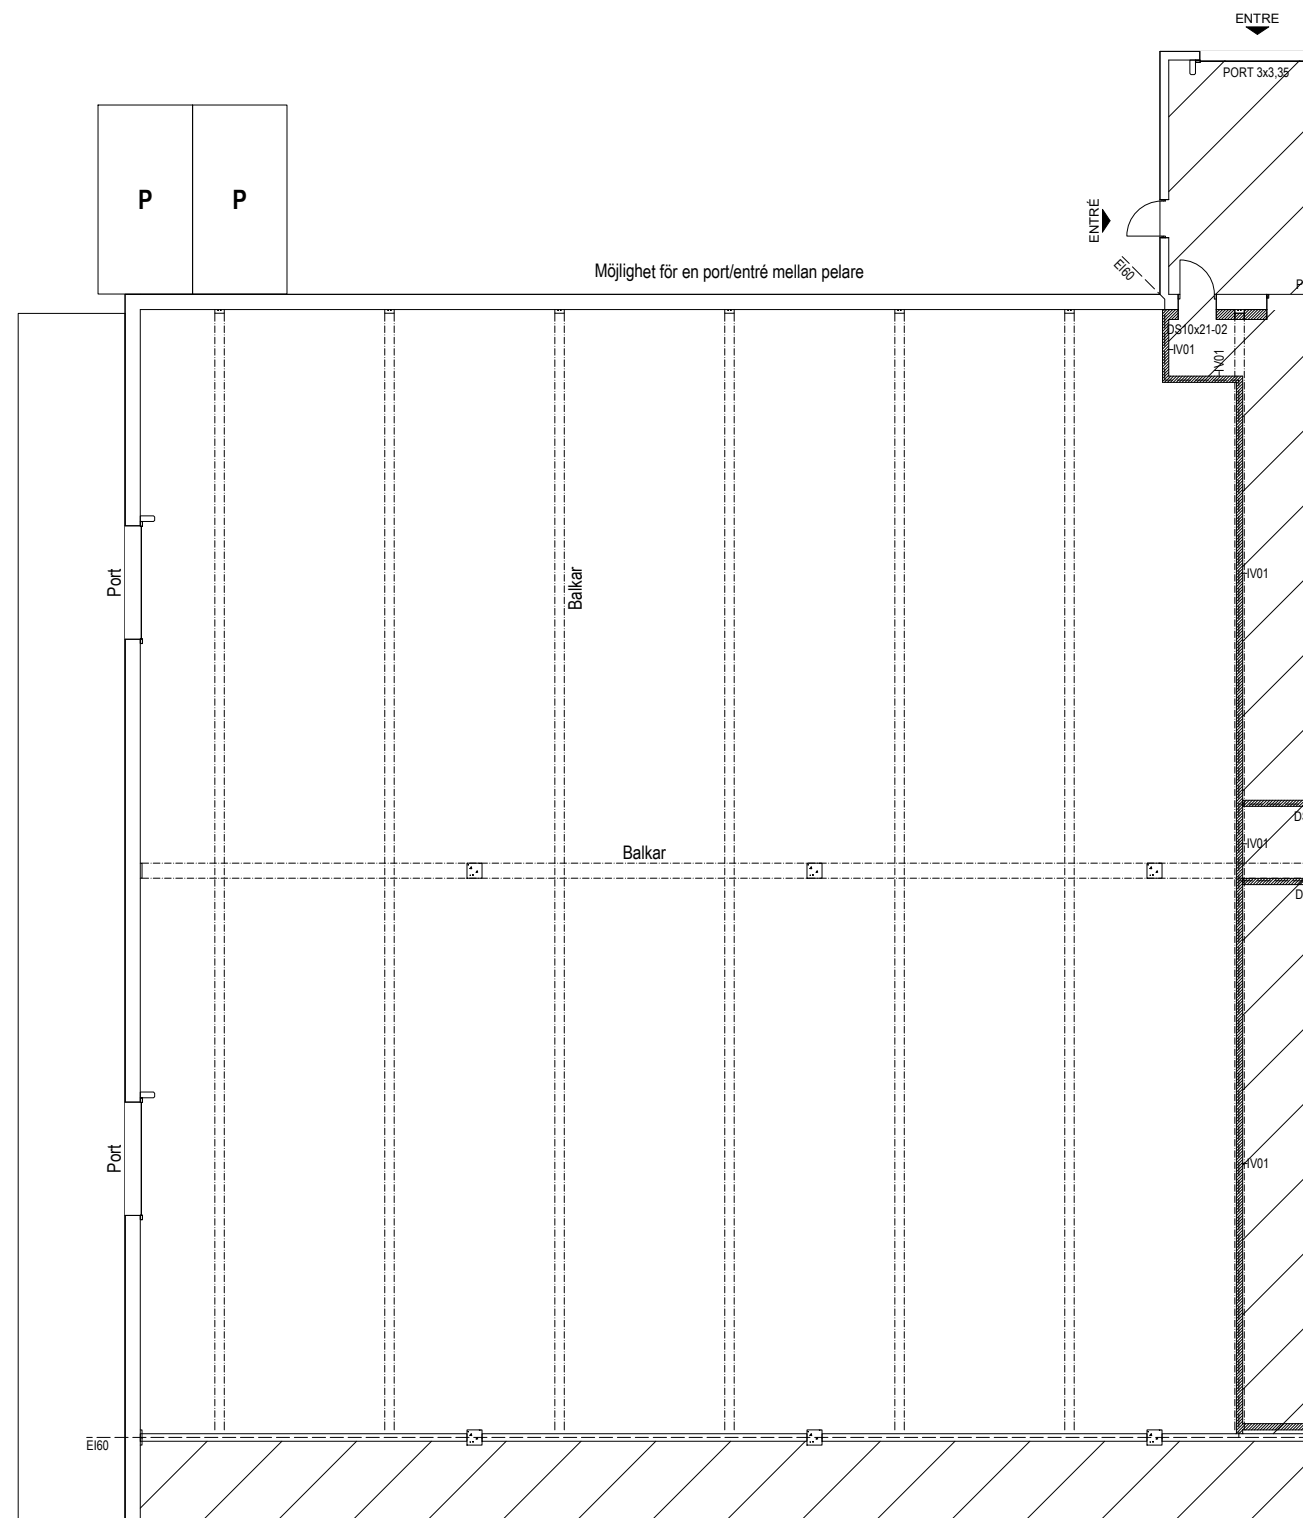 ENTRE
PORT 3x3,35
P
P
ENTRÉ
EI60
Möjlighet för en port/entré mellan pelare
P
DS10x21-02
IV01
IV01
Port
Balkar
IV01
D
Balkar
IV01
D
Port
IV01
EI60